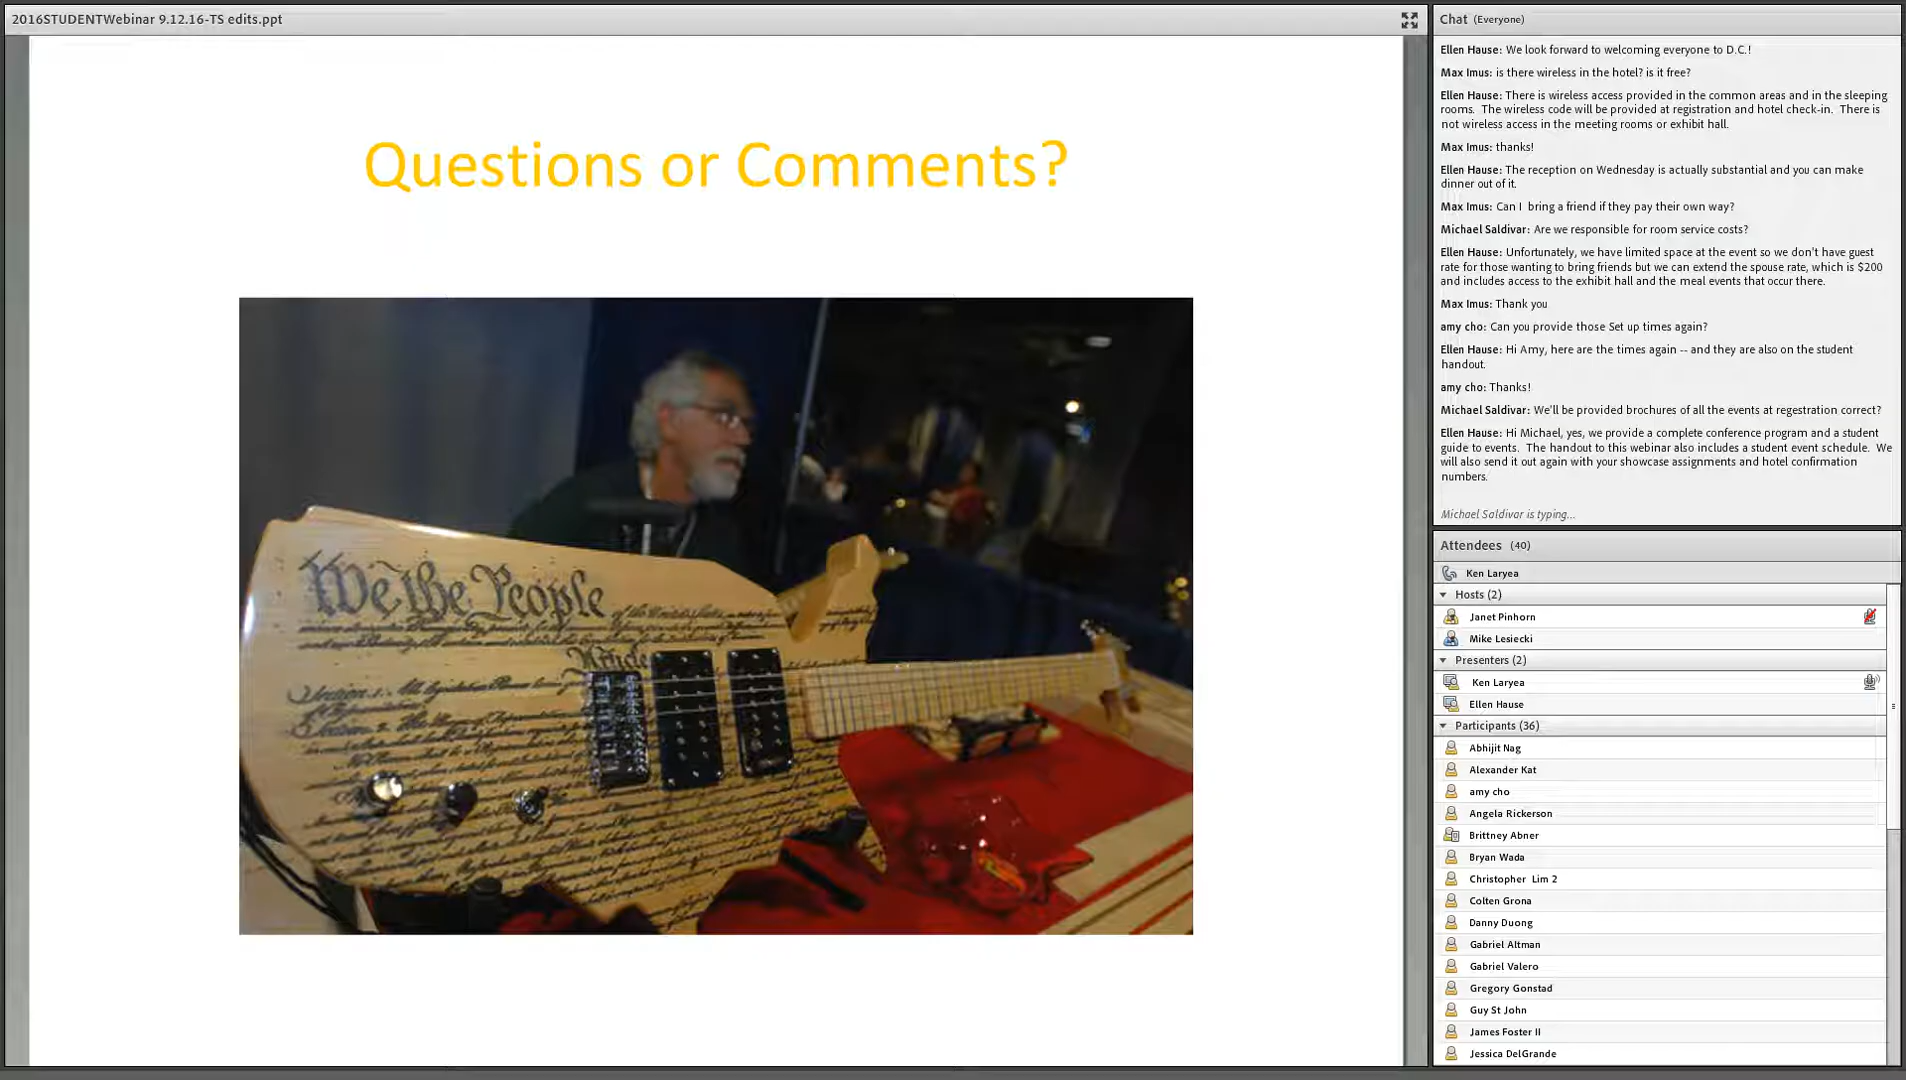 2016STUDENTWebinar 9.12.16-TS edits.ppt
Questions or Comments?
We the People
Article
Chat (Everyone)
Ellen Hause: We look forward to welcoming everyone to D.C.!
Max Imus: is there wireless in the hotel? is it free?
Ellen Hause: There is wireless access provided in the common areas and in the sleeping
rooms. The wireless code will be provided at registration and hotel check-in. There is
not wireless access in the meeting rooms or exhibit hall.
Max Imus: thanks!
Ellen Hause: The reception on Wednesday is actually substantial and you can make
dinner out of it.
Max Imus: Can I bring a friend if they pay their own way?
Michael Saldivar: Are we responsible for room service costs?
Ellen Hause: Unfortunately, we have limited space at the event so we don't have guest
rate for those wanting to bring friends but we can extend the spouse rate, which is $200
and includes access to the exhibit hall and the meal events that occur there.
Max Imus: Thank you
amy cho: Can you provide those Set up times again?
Ellen Hause: Hi Amy, here are the times again -- and they are also on the student
handout.
amy cho: Thanks!
Michael Saldivar: We'll be provided brochures of all the events at regestration correct?
Ellen Hause: Hi Michael, yes, we provide a complete conference program and a student
guide to events. The handout to this webinar also includes a student event schedule. We
will also send it out again with your showcase assignments and hotel confirmation
numbers.
Michael Saldivar is typing...
Attendees (40)
Ken Laryea
Hosts (2)
Janet Pinhorn
Mike Lesiecki
Presenters (2)
Ken Laryea
Ellen Hause
Participants (36)
Abhijit Nag
Alexander Kat
amy cho
Angela Rickerson
Brittney Abner
Bryan Wada
Christopher Lim 2
Colten Grona
Danny Duong
Gabriel Altman
Gabriel Valero
Gregory Gonstad
Guy St John
James Foster II
Jessica DelGrande